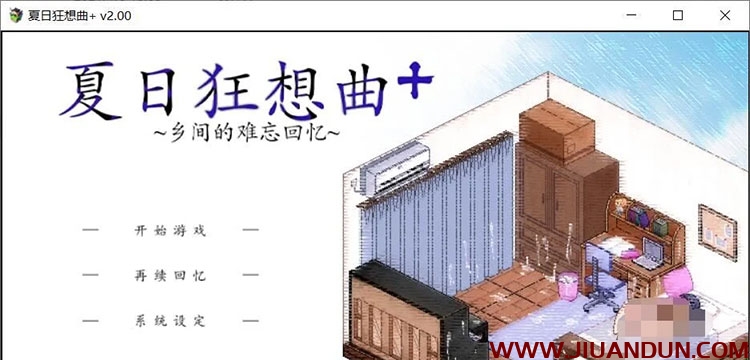 夏日狂想曲+ v2.00
夏日狂想曲+
~乡间的难忘回忆~
— 开始游戏 —
— 再续回忆 —
— 系统设定 —
WWW.JIUANDUN.COM